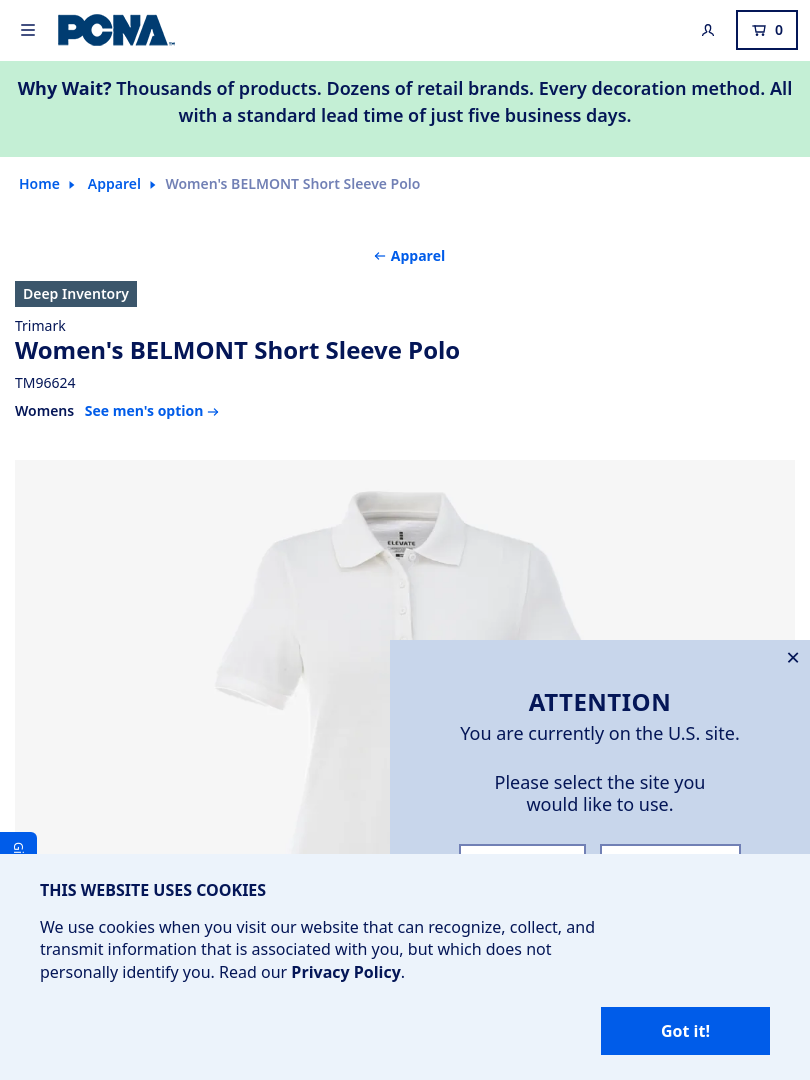 PCNA
0
Why Wait? Thousands of products. Dozens of retail brands. Every decoration method. All
with a standard lead time of just five business days.
Home Apparel Women's BELMONT Short Sleeve Polo
← Apparel
Deep Inventory
Trimark
Women's BELMONT Short Sleeve Polo
TM96624
Womens See men's option →
ELEVATE
ATTENTION
You are currently on the U.S. site.
Please select the site you
would like to use.
THIS WEBSITE USES COOKIES
We use cookies when you visit our website that can recognize, collect, and
transmit information that is associated with you, but which does not
personally identify you. Read our Privacy Policy.
Got it!